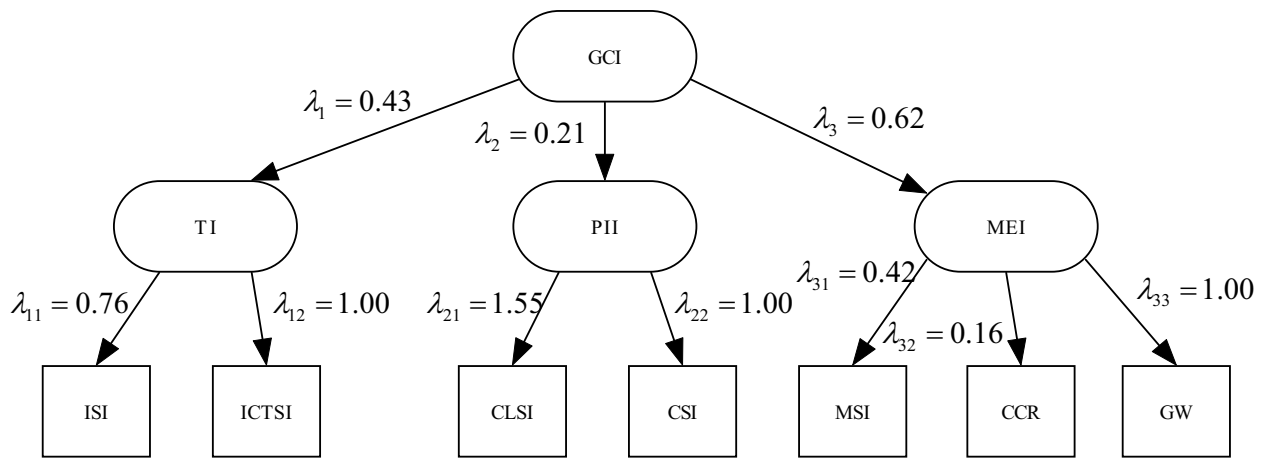 GCI
λ₁ = 0.43
λ₂ = 0.21
λ₃ = 0.62
TI
PII
MEI
λ₁₁ = 0.76
λ₁₂ = 1.00
λ₂₁ = 1.55
λ₂₂ = 1.00
λ₃₁ = 0.42
λ₃₂ = 0.16
λ₃₃ = 1.00
ISI
ICTSI
CLSI
CSI
MSI
CCR
GW